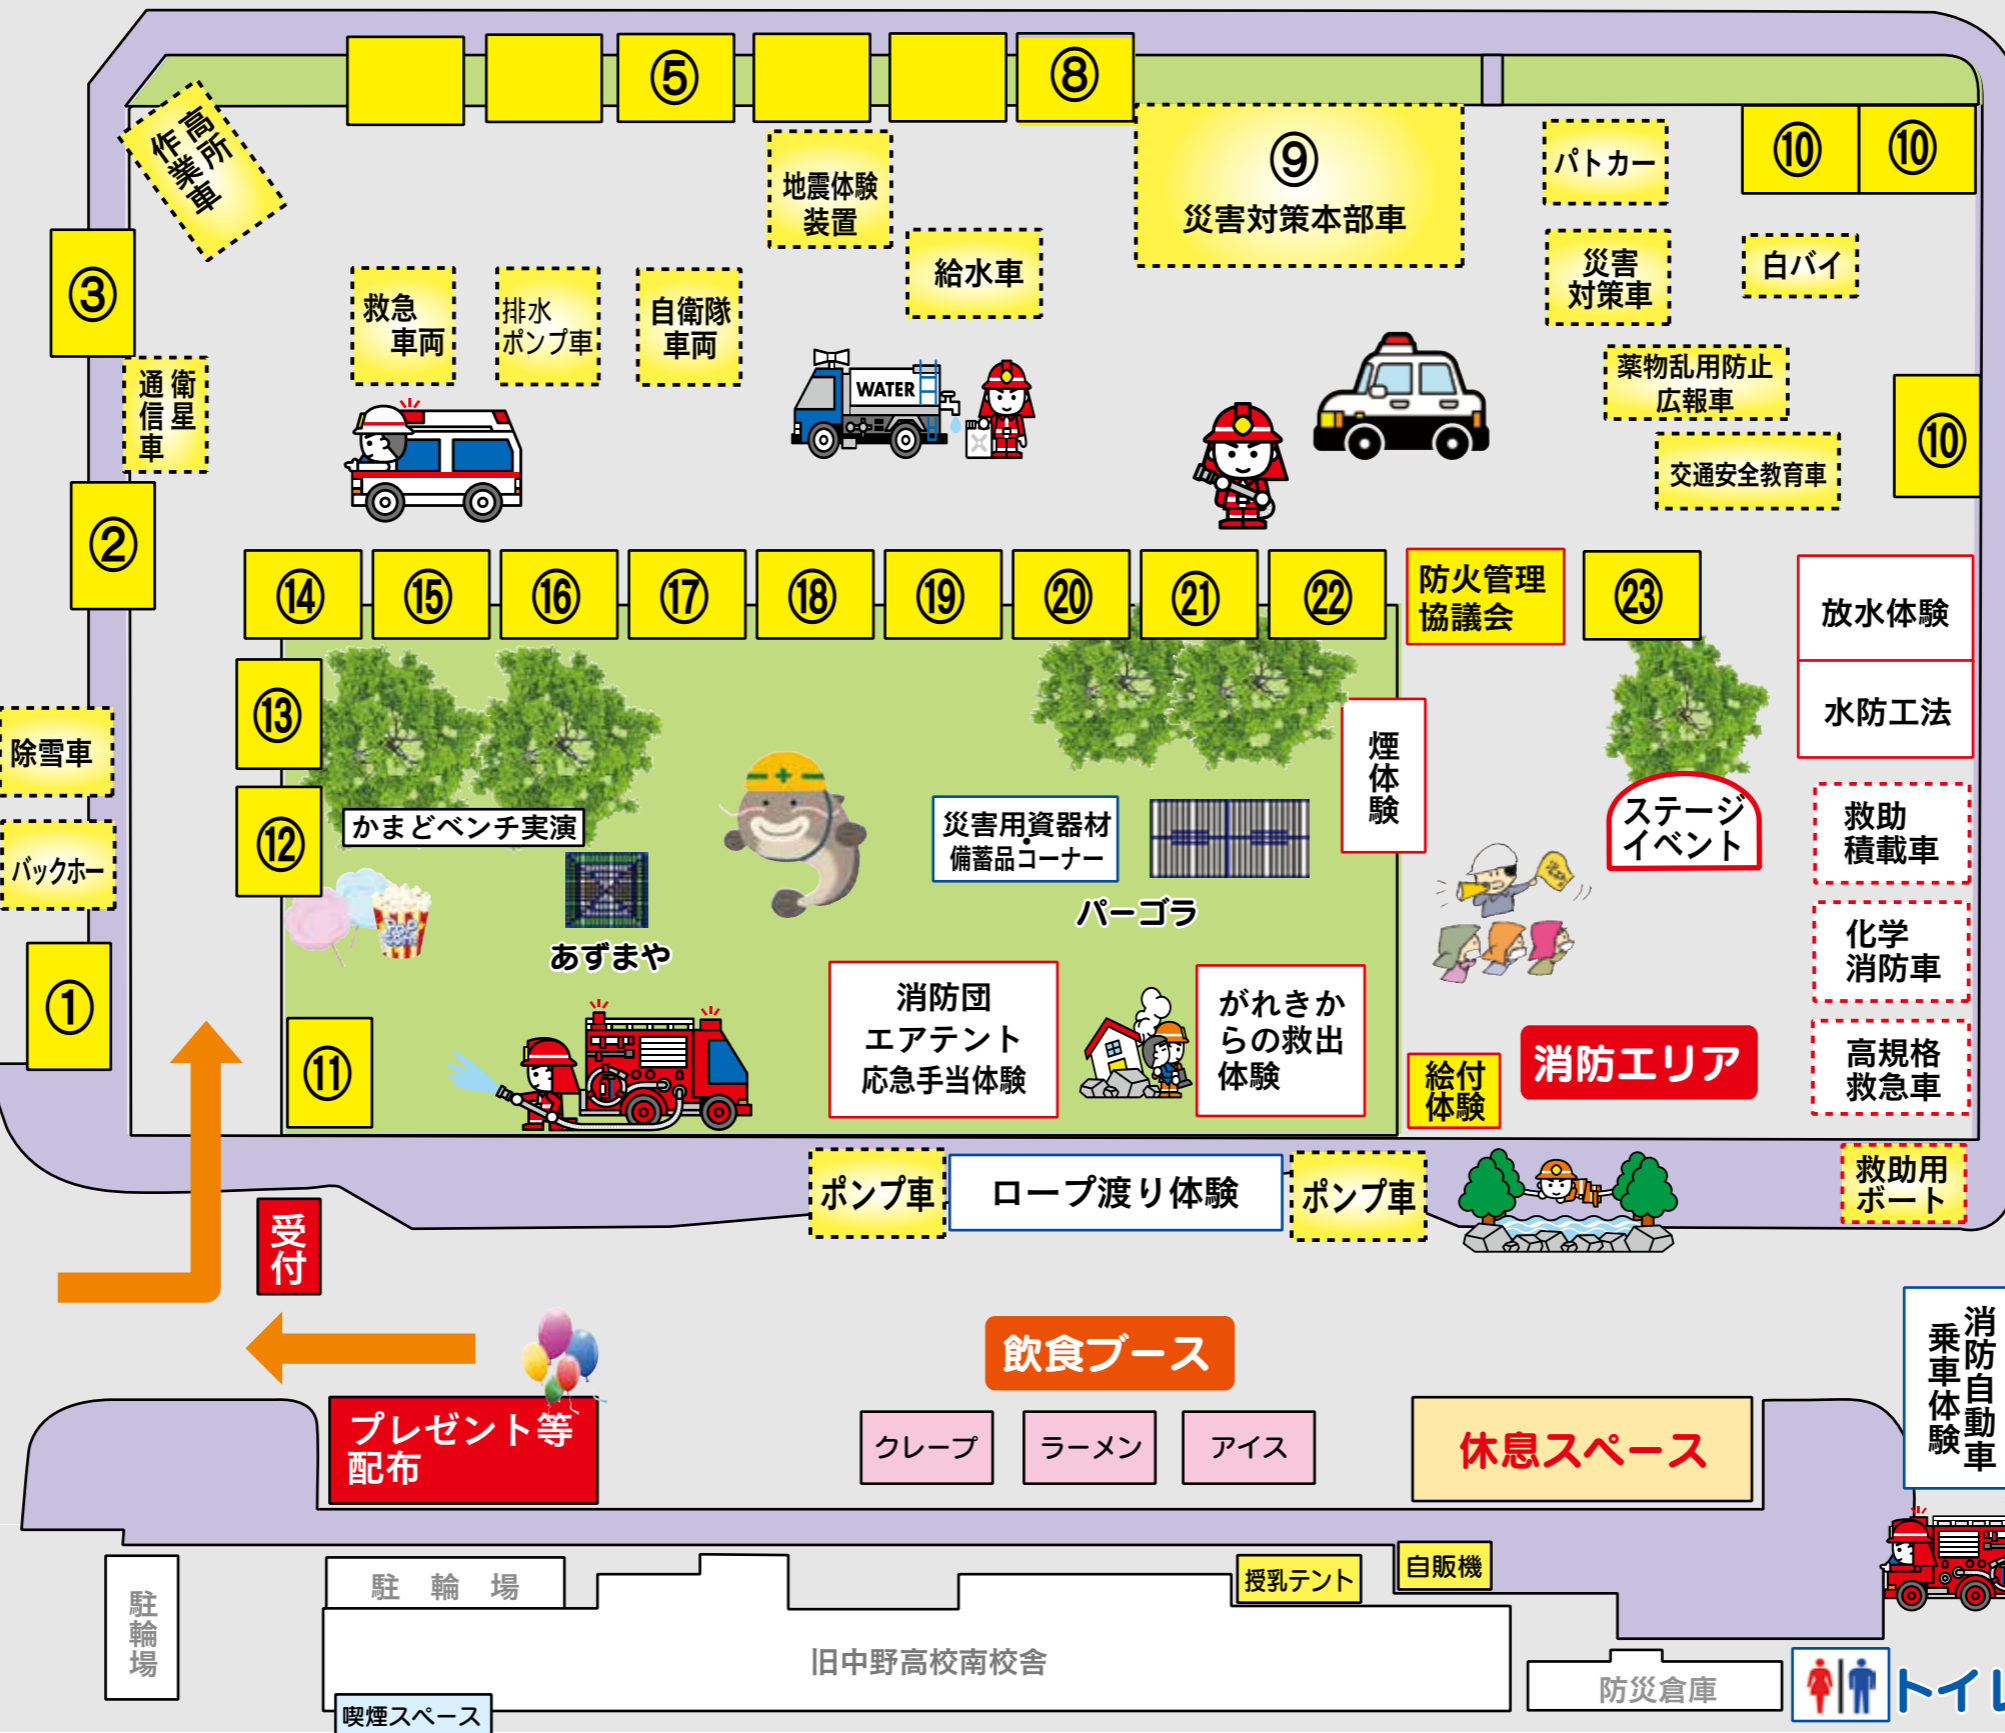 ⑤
⑧
高所
作業車
地震体験
装置
⑨
災害対策本部車
パトカー
⑩
⑩
給水車
災害
対策車
白バイ
③
救急
車両
排水
ポンプ車
自衛隊
車両
衛星
通信車
WATER
薬物乱用防止
広報車
⑩
交通安全教育車
②
⑭
⑮
⑯
⑰
⑱
⑲
⑳
㉑
㉒
防火管理
協議会
㉓
放水体験
水防工法
⑬
除雪車
煙体験
かまどベンチ実演
災害用資器材・
備蓄品コーナー
ステージ
イベント
救助
積載車
⑫
バックホー
パーゴラ
あずまや
化学
消防車
①
消防団
エアテント
応急手当体験
がれきか
らの救出
体験
⑪
絵付
体験
消防エリア
高規格
救急車
ポンプ車
ロープ渡り体験
ポンプ車
救助用
ボート
受付
飲食ブース
消防自動車
乗車体験
プレゼント等
配布
クレープ
ラーメン
アイス
休息スペース
駐輪場
駐 輪 場
授乳テント
自販機
旧中野高校南校舎
防災倉庫
喫煙スペース
トイレ